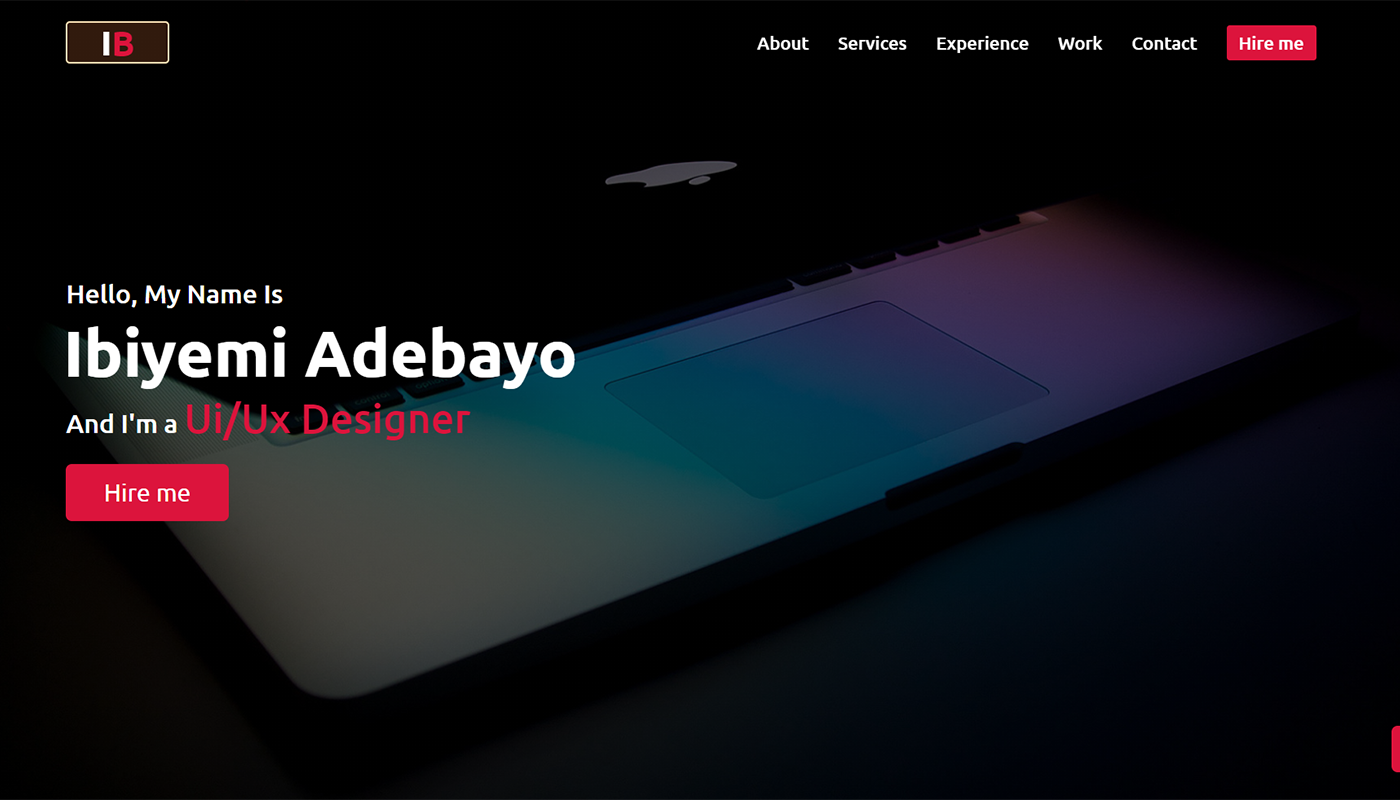 IB
About Services Experience Work Contact Hire me
Hello, My Name Is
Ibiyemi Adebayo
And I'm a Ui/Ux Designer
Hire me